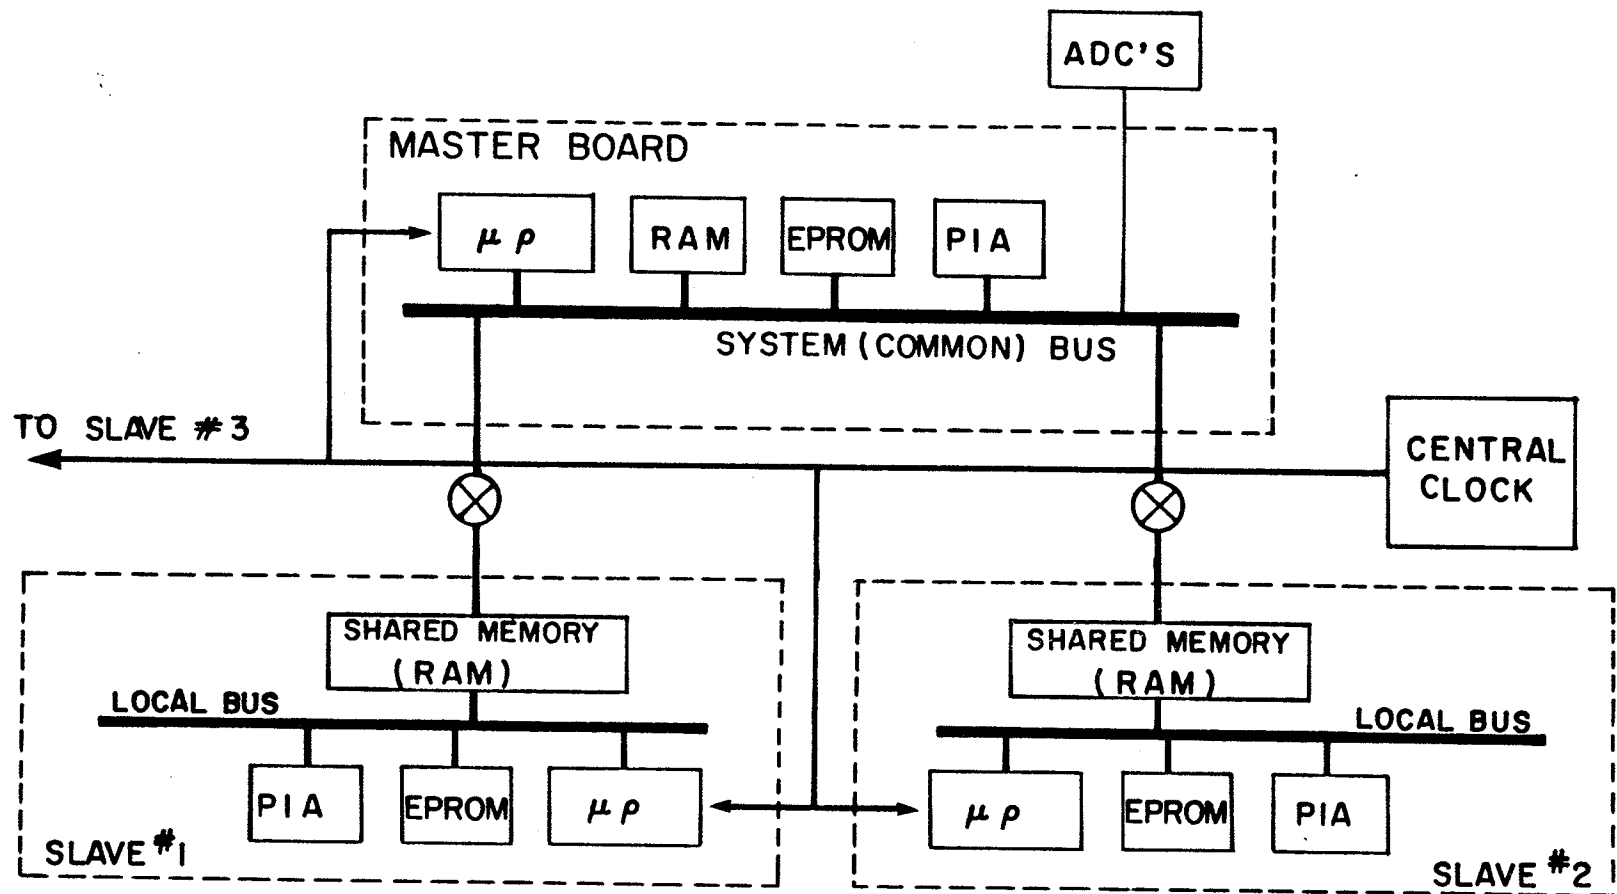 ADC'S
MASTER BOARD
μρ
RAM
EPROM
PIA
SYSTEM (COMMON) BUS
TO SLAVE #3
CENTRAL
CLOCK
SHARED MEMORY
(RAM)
LOCAL BUS
PIA
EPROM
μρ
SLAVE #1
SHARED MEMORY
(RAM)
LOCAL BUS
μρ
EPROM
PIA
SLAVE #2